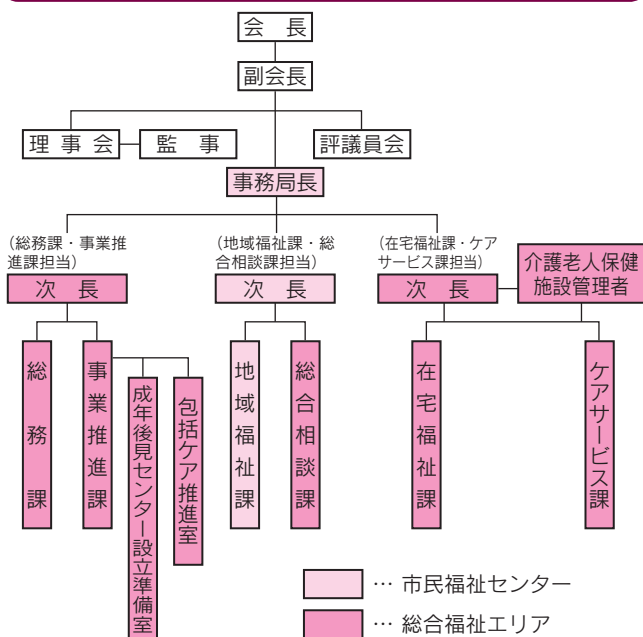 会 長
副会長
理 事 会
監 事
評議員会
事務局長
(総務課・事業推
進課担当)
(地域福祉課・総
合相談課担当)
(在宅福祉課・ケア
サービス課担当)
次 長
次 長
次 長
介護老人保健
施設管理者
総務課
事業推進課
成年後見センター設立準備室
包括ケア推進室
地域福祉課
総合相談課
在宅福祉課
ケアサービス課
… 市民福祉センター
… 総合福祉エリア